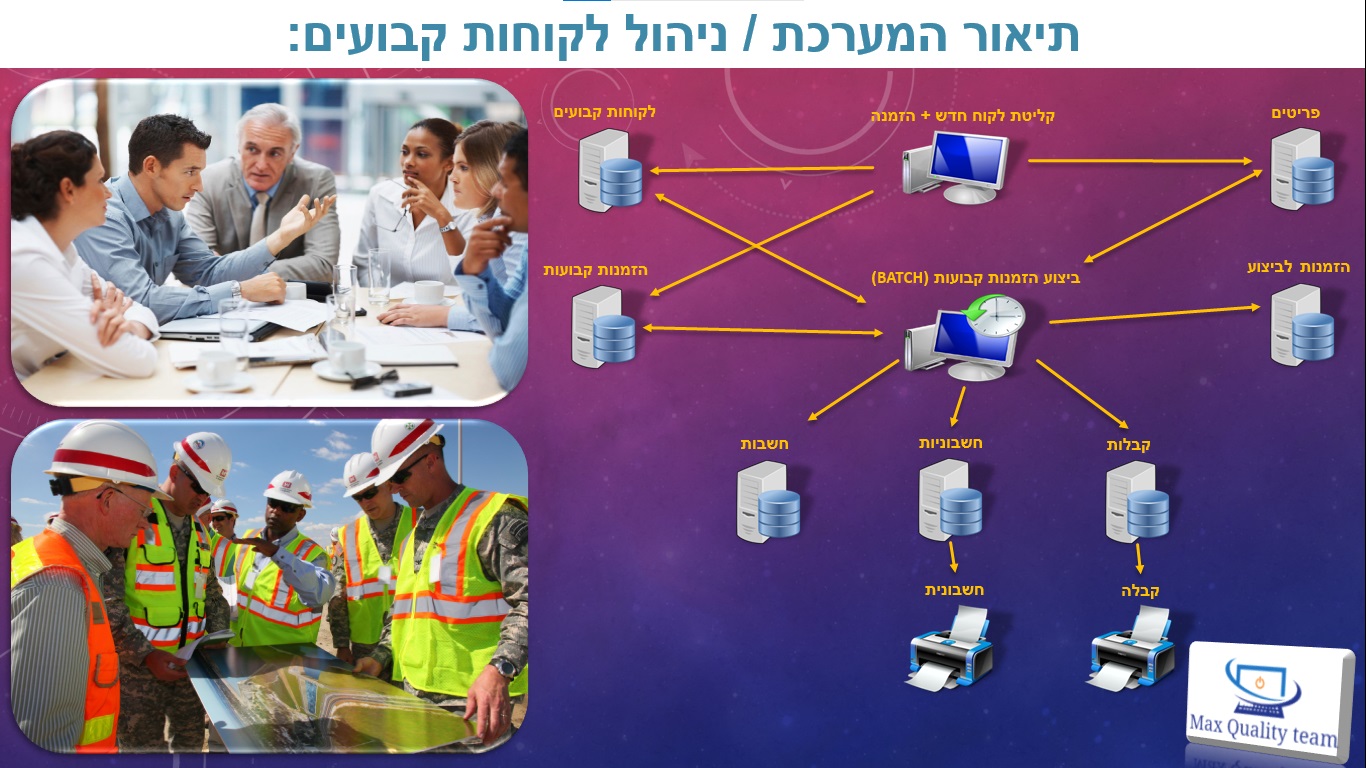 תיאור המערכת / ניהול לקוחות קבועים:
פריטים
קליטת לקוח חדש + הזמנה
לקוחות קבועים
הזמנות לביצוע
ביצוע הזמנות קבועות (BATCH)
הזמנות קבועות
קבלות
חשבוניות
חשבות
קבלה
חשבונית
Max Quality team